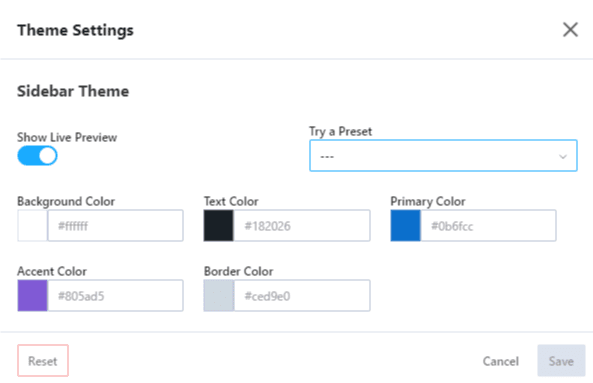 Theme Settings
Sidebar Theme
Show Live Preview
Try a Preset
---
Background Color
Text Color
Primary Color
#ffffff
#182026
#0b6fcc
Accent Color
Border Color
#805ad5
#ced9e0
Reset
Cancel
Save